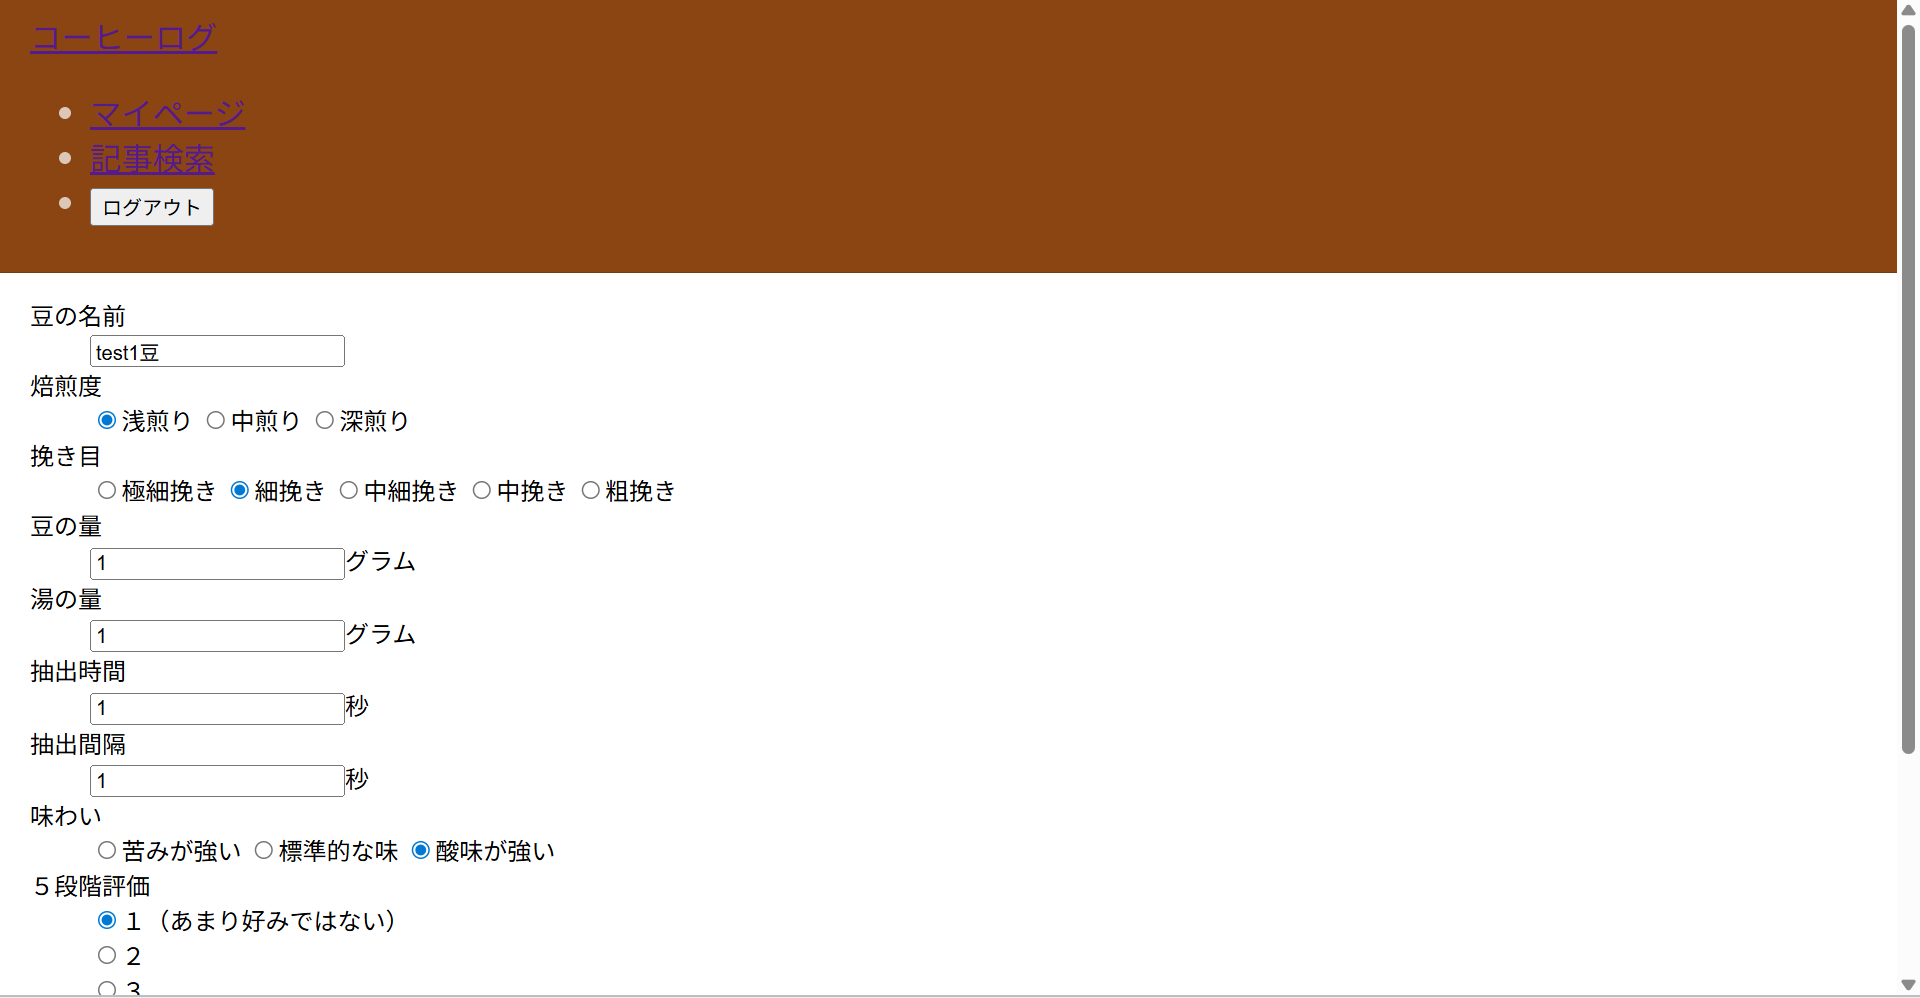 コーヒーログ
マイページ
記事検索
ログアウト
豆の名前
test1豆
焙煎度
浅煎り 中煎り 深煎り
挽き目
極細挽き 細挽き 中細挽き 中挽き 粗挽き
豆の量
1 グラム
湯の量
1 グラム
抽出時間
1 秒
抽出間隔
1 秒
味わい
苦みが強い 標準的な味 酸味が強い
５段階評価
１（あまり好みではない）
２
３